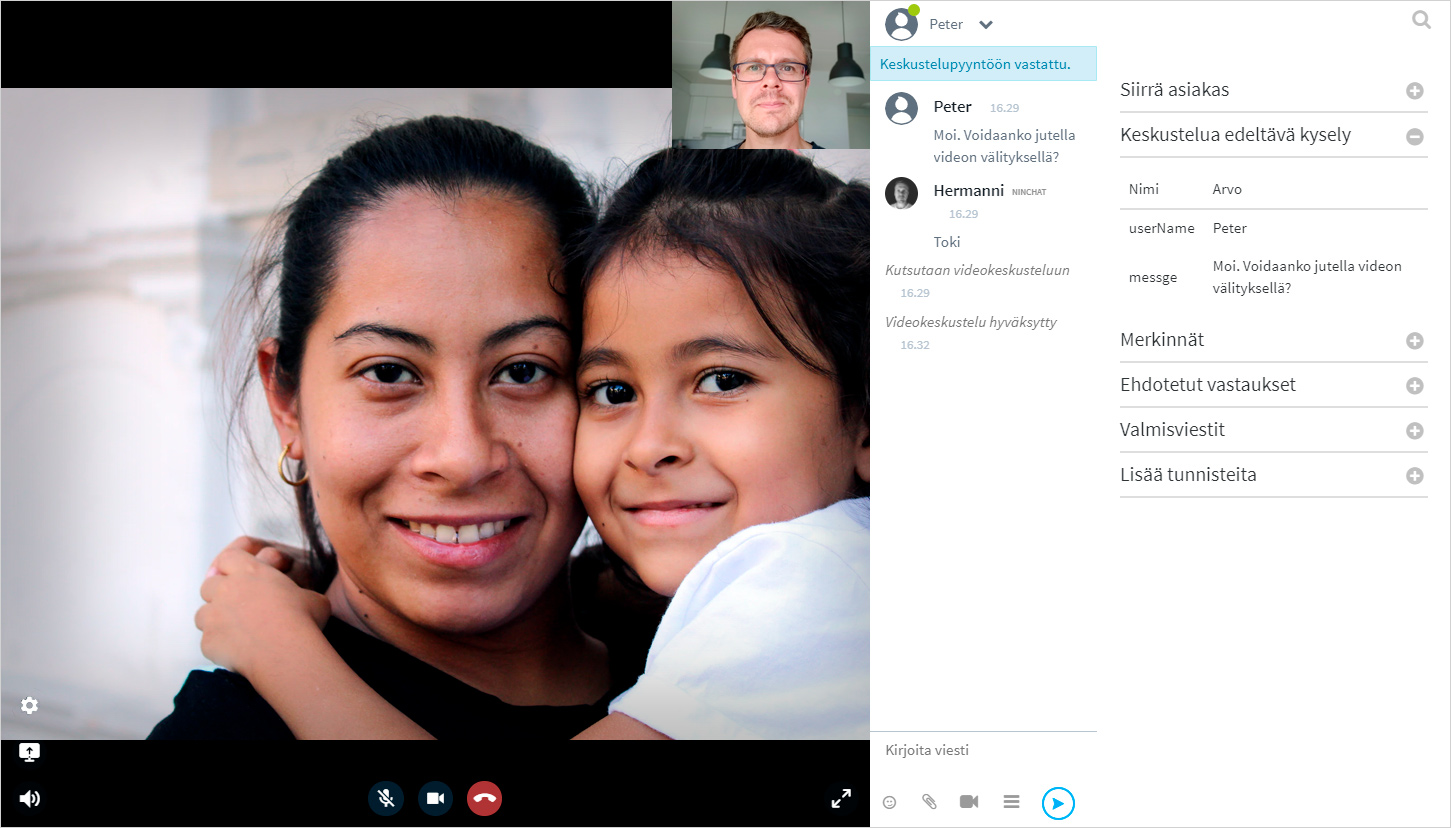 Peter
Keskustelupyyntöön vastattu.
Peter 16.29
Moi. Voidaanko jutella
videon välityksellä?
Hermanni NINCHAT
16.29
Toki
Kutsutaan videokeskusteluun
16.29
Videokeskustelu hyväksytty
16.32
Kirjoita viesti
Siirrä asiakas
Keskustelua edeltävä kysely
Nimi Arvo
userName Peter
messge Moi. Voidaanko jutella videon
välityksellä?
Merkinnät
Ehdotetut vastaukset
Valmisviestit
Lisää tunnisteita